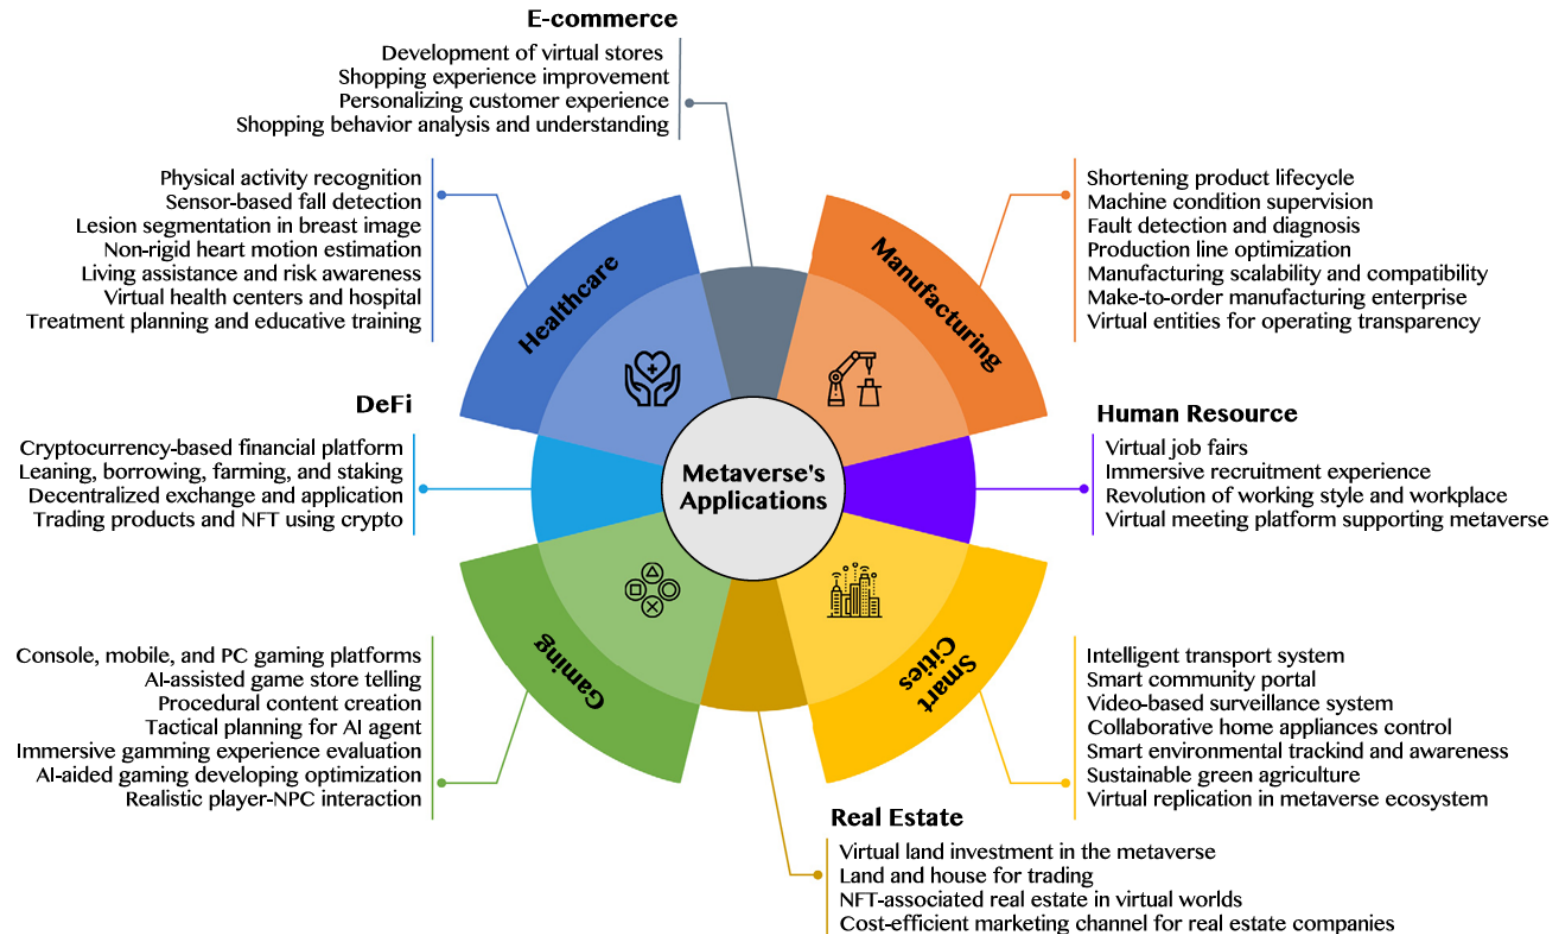 E-commerce
Development of virtual stores
Shopping experience improvement
Personalizing customer experience
Shopping behavior analysis and understanding
Physical activity recognition
Sensor-based fall detection
Lesion segmentation in breast image
Non-rigid heart motion estimation
Living assistance and risk awareness
Virtual health centers and hospital
Treatment planning and educative training
Healthcare
Manufacturing
Shortening product lifecycle
Machine condition supervision
Fault detection and diagnosis
Production line optimization
Manufacturing scalability and compatibility
Make-to-order manufacturing enterprise
Virtual entities for operating transparency
DeFi
Cryptocurrency-based financial platform
Leaning, borrowing, farming, and staking
Decentralized exchange and application
Trading products and NFT using crypto
Metaverse's
Applications
Human Resource
Virtual job fairs
Immersive recruitment experience
Revolution of working style and workplace
Virtual meeting platform supporting metaverse
Console, mobile, and PC gaming platforms
AI-assisted game store telling
Procedural content creation
Tactical planning for AI agent
Immersive gamming experience evaluation
AI-aided gaming developing optimization
Realistic player-NPC interaction
Gaming
Smart
Cities
Intelligent transport system
Smart community portal
Video-based surveillance system
Collaborative home appliances control
Smart environmental trackind and awareness
Sustainable green agriculture
Virtual replication in metaverse ecosystem
Real Estate
Virtual land investment in the metaverse
Land and house for trading
NFT-associated real estate in virtual worlds
Cost-efficient marketing channel for real estate companies